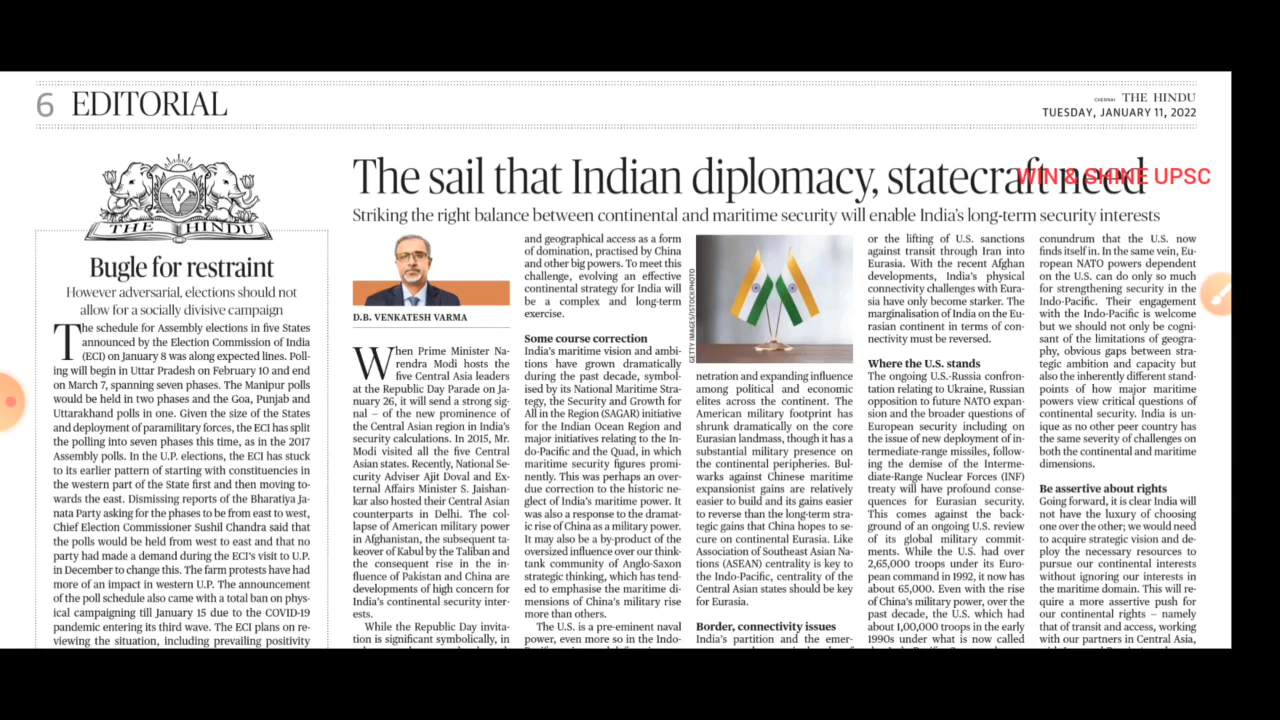 6 EDITORIAL
CHENNAI THE HINDU
TUESDAY, JANUARY 11, 2022
THE HINDU
Bugle for restraint
However adversarial, elections should not
allow for a socially divisive campaign
The schedule for Assembly elections in five States
announced by the Election Commission of India
(ECI) on January 8 was along expected lines. Poll-
ing will begin in Uttar Pradesh on February 10 and end
on March 7, spanning seven phases. The Manipur polls
would be held in two phases and the Goa, Punjab and
Uttarakhand polls in one. Given the size of the States
and deployment of paramilitary forces, the ECI has split
the polling into seven phases this time, as in the 2017
Assembly polls. In the U.P. elections, the ECI has stuck
to its earlier pattern of starting with constituencies in
the western part of the State first and then moving to-
wards the east. Dismissing reports of the Bharatiya Ja-
nata Party asking for the phases to be from east to west,
Chief Election Commissioner Sushil Chandra said that
the polls would be held from west to east and that no
party had made a demand during the ECI's visit to U.P.
in December to change this. The farm protests have had
more of an impact in western U.P. The announcement
of the poll schedule also came with a total ban on phys-
ical campaigning till January 15 due to the COVID-19
pandemic entering its third wave. The ECI plans on re-
viewing the situation, including prevailing positivity
The sail that Indian diplomacy, statecraft need
WIN & SHINE UPSC
Striking the right balance between continental and maritime security will enable India's long-term security interests
D.B. VENKATESH VARMA
When Prime Minister Na-
rendra Modi hosts the
five Central Asia leaders
at the Republic Day Parade on Ja-
nuary 26, it will send a strong sig-
nal – of the new prominence of
the Central Asian region in India's
security calculations. In 2015, Mr.
Modi visited all the five Central
Asian states. Recently, National Se-
curity Adviser Ajit Doval and Ex-
ternal Affairs Minister S. Jaishan-
kar also hosted their Central Asian
counterparts in Delhi. The col-
lapse of American military power
in Afghanistan, the subsequent ta-
keover of Kabul by the Taliban and
the consequent rise in the in-
fluence of Pakistan and China are
developments of high concern for
India's continental security inter-
ests.
While the Republic Day invita-
tion is significant symbolically, in
and geographical access as a form
of domination, practised by China
and other big powers. To meet this
challenge, evolving an effective
continental strategy for India will
be a complex and long-term
exercise.
Some course correction
India's maritime vision and ambi-
tions have grown dramatically
during the past decade, symbol-
ised by its National Maritime Stra-
tegy, the Security and Growth for
All in the Region (SAGAR) initiative
for the Indian Ocean Region and
major initiatives relating to the In-
do-Pacific and the Quad, in which
maritime security figures promi-
nently. This was perhaps an over-
due correction to the historic ne-
glect of India's maritime power. It
was also a response to the dramat-
ic rise of China as a military power.
It may also be a by-product of the
oversized influence over our think-
tank community of Anglo-Saxon
strategic thinking, which has tend-
ed to emphasise the maritime di-
mensions of China's military rise
more than others.
The U.S. is a pre-eminent naval
power, even more so in the Indo-
GETTY IMAGES/ISTOCKPHOTO
netration and expanding influence
among political and economic
elites across the continent. The
American military footprint has
shrunk dramatically on the core
Eurasian landmass, though it has a
substantial military presence on
the continental peripheries. Bul-
warks against Chinese maritime
expansionist gains are relatively
easier to build and its gains easier
to reverse than the long-term stra-
tegic gains that China hopes to se-
cure on continental Eurasia. Like
Association of Southeast Asian Na-
tions (ASEAN) centrality is key to
the Indo-Pacific, centrality of the
Central Asian states should be key
for Eurasia.
Border, connectivity issues
India's partition and the emer-
or the lifting of U.S. sanctions
against transit through Iran into
Eurasia. With the recent Afghan
developments, India's physical
connectivity challenges with Eura-
sia have only become starker. The
marginalisation of India on the Eu-
rasian continent in terms of con-
nectivity must be reversed.
Where the U.S. stands
The ongoing U.S.-Russia confron-
tation relating to Ukraine, Russian
opposition to future NATO expan-
sion and the broader questions of
European security including on
the issue of new deployment of in-
termediate-range missiles, follow-
ing the demise of the Interme-
diate-Range Nuclear Forces (INF)
treaty will have profound conse-
quences for Eurasian security.
This comes against the back-
ground of an ongoing U.S. review
of its global military commit-
ments. While the U.S. had over
2,65,000 troops under its Euro-
pean command in 1992, it now has
about 65,000. Even with the rise
of China's military power, over the
past decade, the U.S. which had
about 1,00,000 troops in the early
1990s under what is now called
conundrum that the U.S. now
finds itself in. In the same vein, Eu-
ropean NATO powers dependent
on the U.S. can do only so much
for strengthening security in the
Indo-Pacific. Their engagement
with the Indo-Pacific is welcome
but we should not only be cogni-
sant of the limitations of geogra-
phy, obvious gaps between stra-
tegic ambition and capacity but
also the inherently different stand-
points of how major maritime
powers view critical questions of
continental security. India is un-
ique as no other peer country has
the same severity of challenges on
both the continental and maritime
dimensions.
Be assertive about rights
Going forward, it is clear India will
not have the luxury of choosing
one over the other; we would need
to acquire strategic vision and de-
ploy the necessary resources to
pursue our continental interests
without ignoring our interests in
the maritime domain. This will re-
quire a more assertive push for
our continental rights – namely
that of transit and access, working
with our partners in Central Asia,